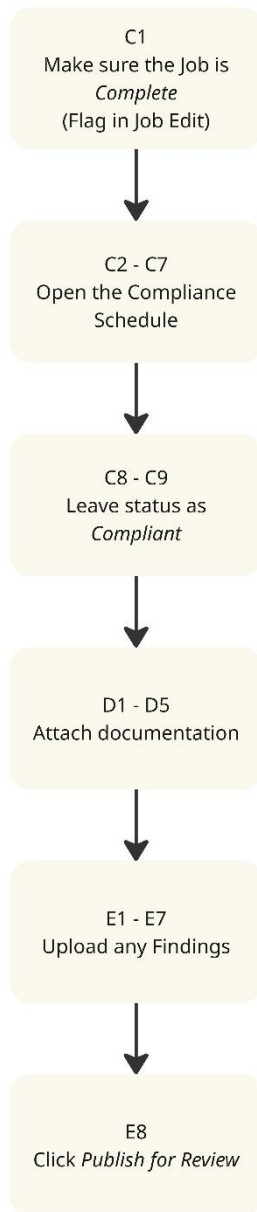 C1
Make sure the Job is
Complete
(Flag in Job Edit)
C2 - C7
Open the Compliance
Schedule
C8 - C9
Leave status as
Compliant
D1 - D5
Attach documentation
E1 - E7
Upload any Findings
E8
Click Publish for Review